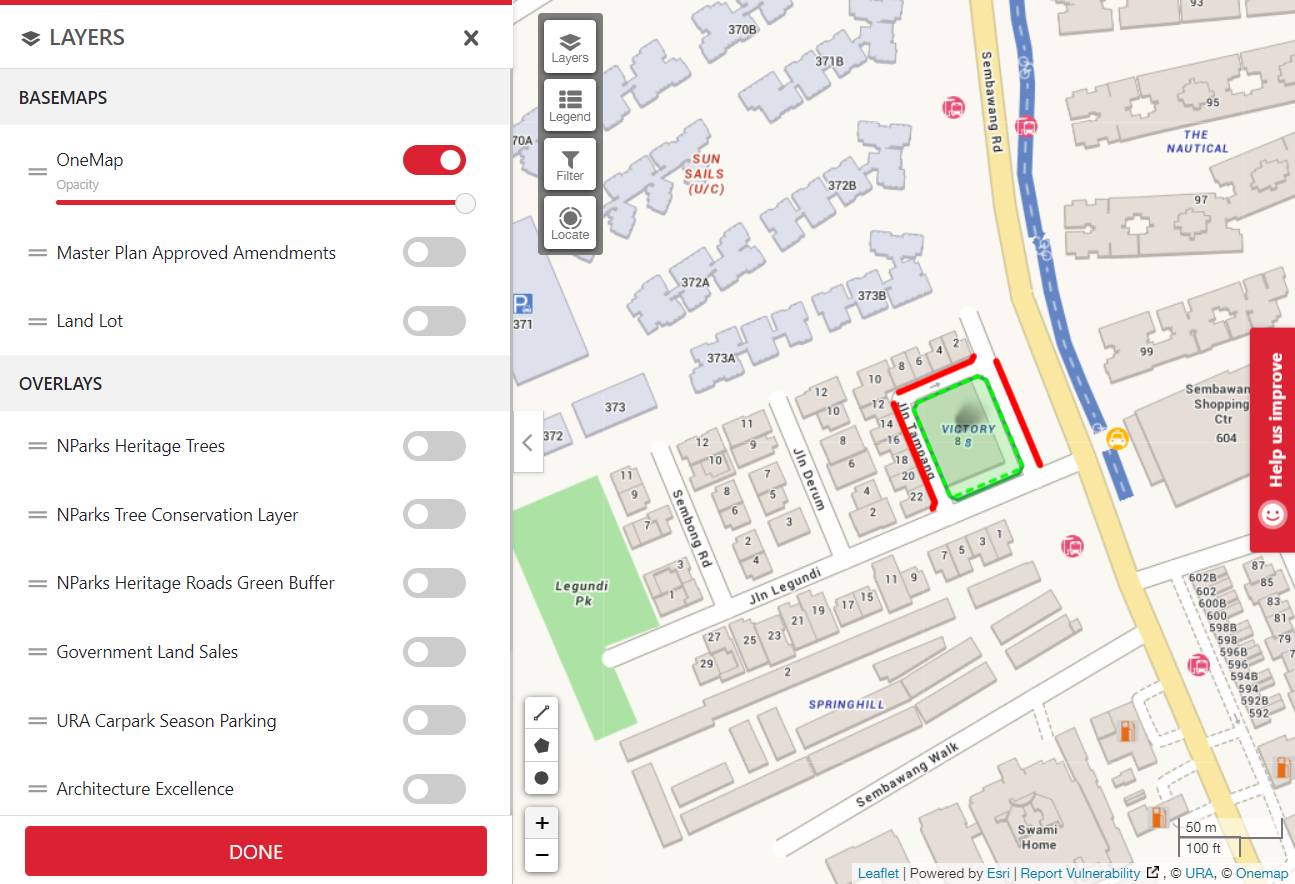 LAYERS
BASEMAPS
OneMap
Opacity
Master Plan Approved Amendments
Land Lot
OVERLAYS
NParks Heritage Trees
NParks Tree Conservation Layer
NParks Heritage Roads Green Buffer
Government Land Sales
URA Carpark Season Parking
Architecture Excellence
DONE
Layers
Legend
Filter
Locate
370B
371B
93
95
70A
SUN
SAILS
(U/C)
Sembawang Rd
THE
NAUTICAL
372B
97
372A
P
371
373B
373A
99
373
372
2
4
6
8
10
12
14
16
18
20
22
Jln Tampang
VICTORY
8
8
Sembawan
Shopping
Ctr
604
Help us improve
12
10
8
6
4
2
Jln Derum
11
9
7
5
3
12
10
8
6
2
4
Sembong Rd
11
9
7
3
1
Legundi
Pk
Jln Legundi
7
5
3
1
11
9
15
17
19
21
23
25
27
29
2
SPRINGHILL
Sembawang Walk
602B
602
600B
600
598B
598
596B
596
594B
594
592B
592
87
85
83
81
79
7
Swami
Home
+
−
50 m
100 ft
Leaflet | Powered by Esri | Report Vulnerability , © URA, © Onemap